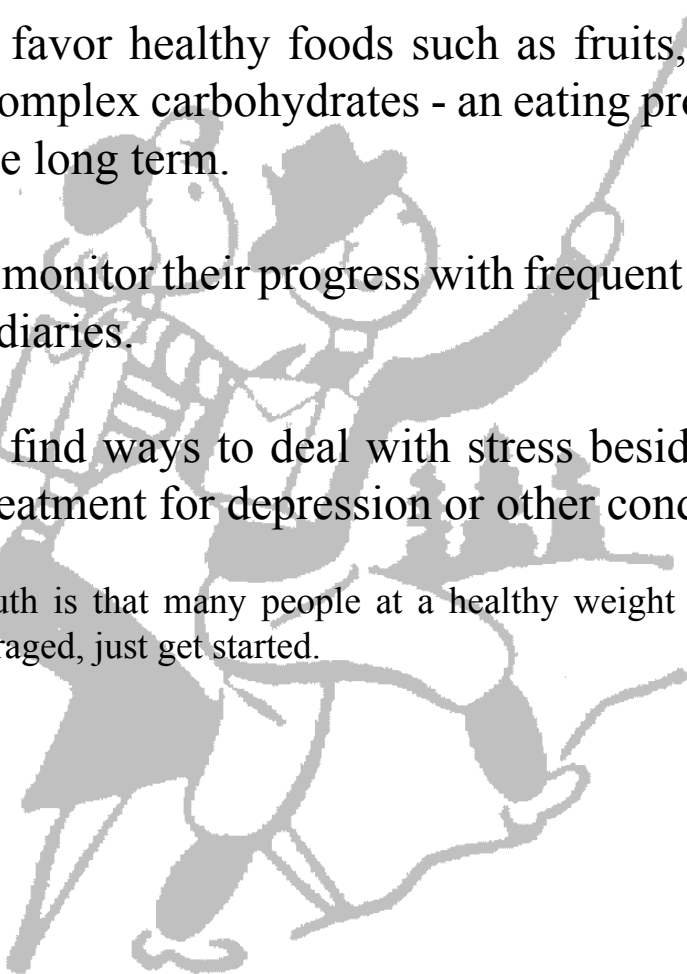 favor healthy foods such as fruits,
omplex carbohydrates - an eating pro
e long term.
monitor their progress with frequent
diaries.
find ways to deal with stress besid
eatment for depression or other cond
uth is that many people at a healthy weight
raged, just get started.